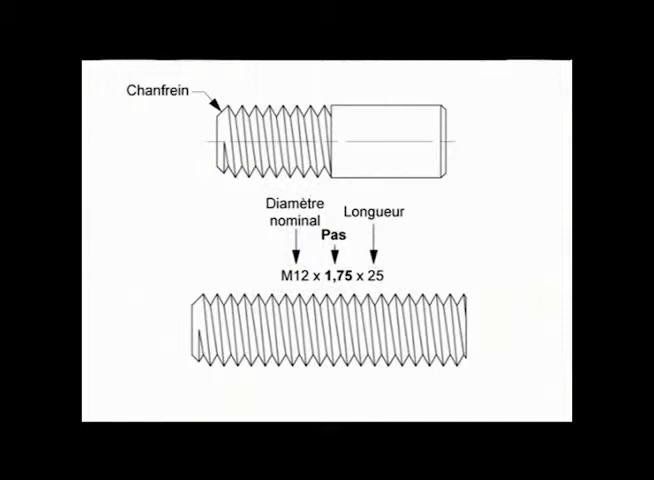 Chanfrein
Diamètre
nominal
Longueur
Pas
M12 x 1,75 x 25